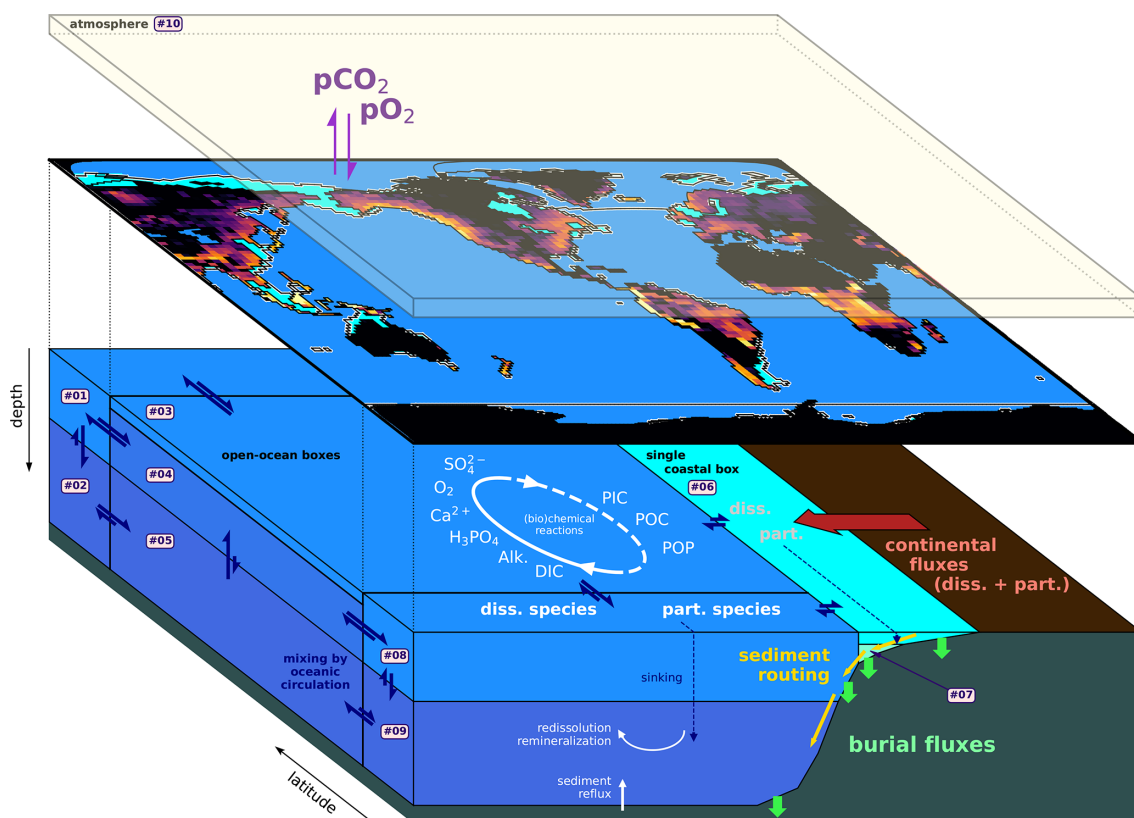 atmosphere #10
pCO₂
pO₂
depth
#01
#03
#02
#04
#05
open-ocean boxes
single
coastal box
#06
SO₄²⁻
O₂
Ca²⁺
H₃PO₄
Alk.
DIC
(bio)chemical
reactions
PIC
POC
POP
diss.
part.
continental
fluxes
(diss. + part.)
diss. species
part. species
mixing by
oceanic
circulation
#08
#09
sediment
routing
sinking
#07
redissolution
remineralization
burial fluxes
sediment
reflux
latitude